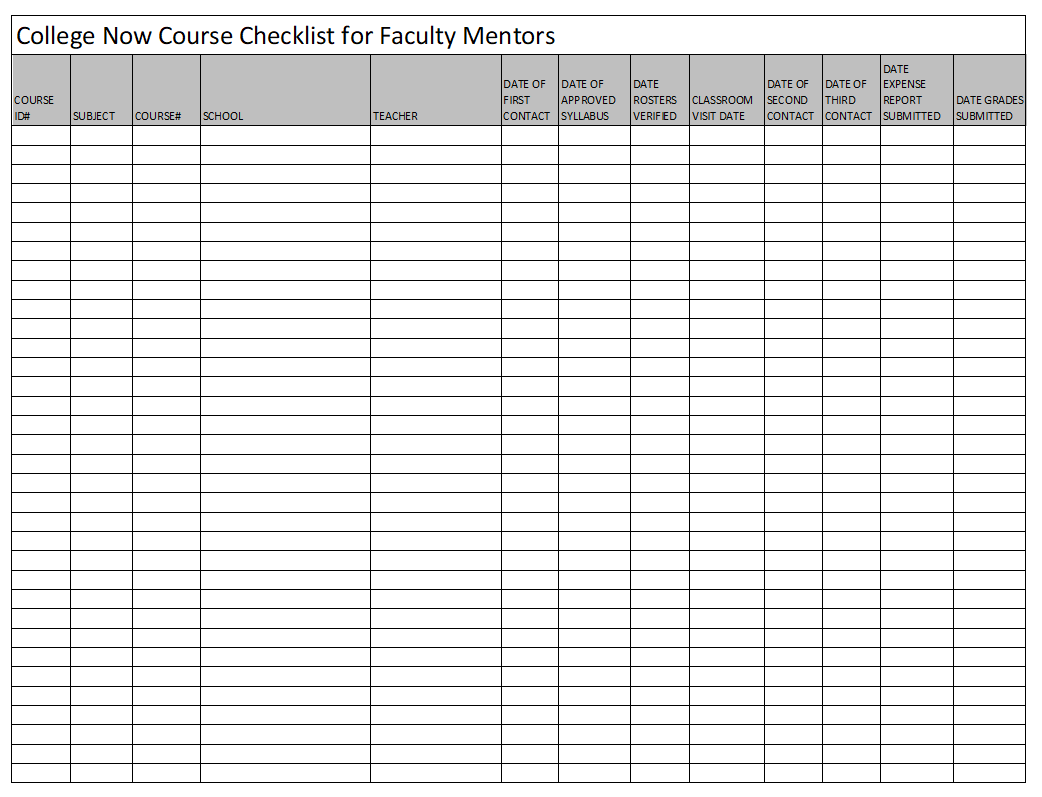 College Now Course Checklist for Faculty Mentors
COURSE
ID#
SUBJECT
COURSE#
SCHOOL
TEACHER
DATE OF
FIRST
CONTACT
DATE OF
APPROVED
SYLLABUS
DATE
ROSTERS
VERIFIED
CLASSROOM
VISIT DATE
DATE OF
SECOND
CONTACT
DATE OF
THIRD
CONTACT
DATE
EXPENSE
REPORT
SUBMITTED
DATE GRADES
SUBMITTED